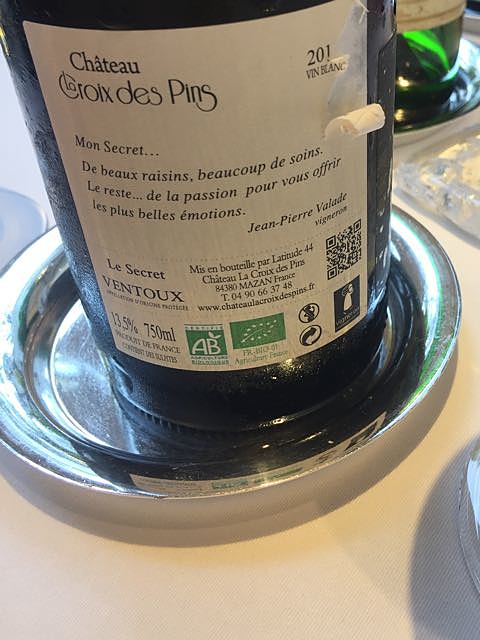 Château
La Croix des Pins
201
VIN BLANC
Mon Secret...
De beaux raisins, beaucoup de soins.
Le reste... de la passion pour vous offrir
les plus belles émotions.
Jean-Pierre Valade
vigneron
Le Secret
VENTOUX
APPELLATION D'ORIGINE PROTÉGÉE
13,5% 750ml
PRODUIT DE FRANCE
CONTIENT DES SULFITES
Mis en bouteille par Latitude 44
Château La Croix des Pins
84380 MAZAN France
T. 04 90 66 37 48
www.chateaulacroixdespins.fr
CERTIFIÉ
AB
AGRICULTURE
BIOLOGIQUE
FR-BIO-01
Agriculture France